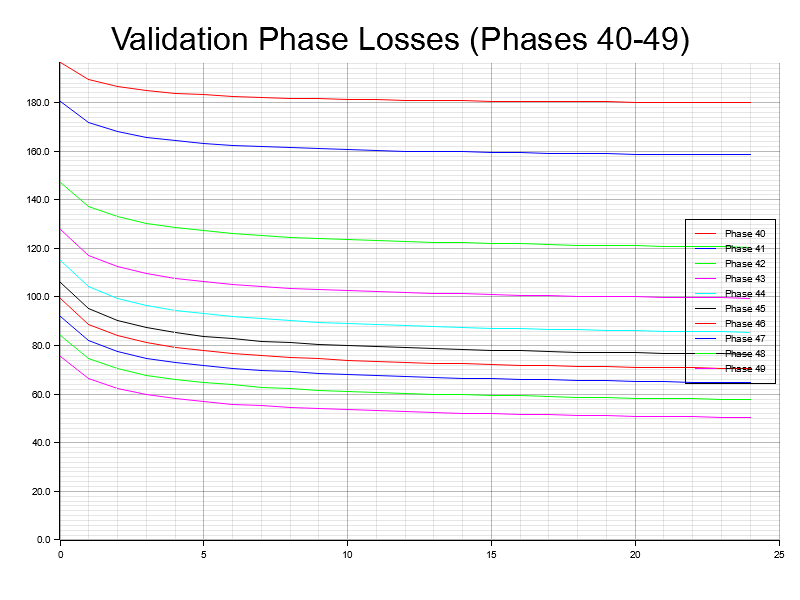 Validation Phase Losses (Phases 40-49)
180.0
160.0
140.0
120.0
100.0
80.0
60.0
40.0
20.0
0.0
0 5 10 15 20 25
Phase 40
Phase 41
Phase 42
Phase 43
Phase 44
Phase 45
Phase 46
Phase 47
Phase 48
Phase 49